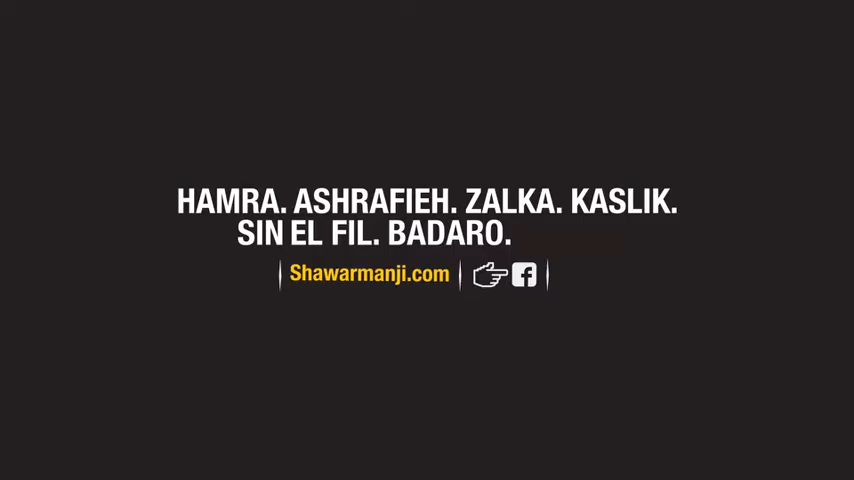 HAMRA. ASHRAFIEH. ZALKA. KASLIK.
SIN EL FIL. BADARO.
Shawarmanji.com